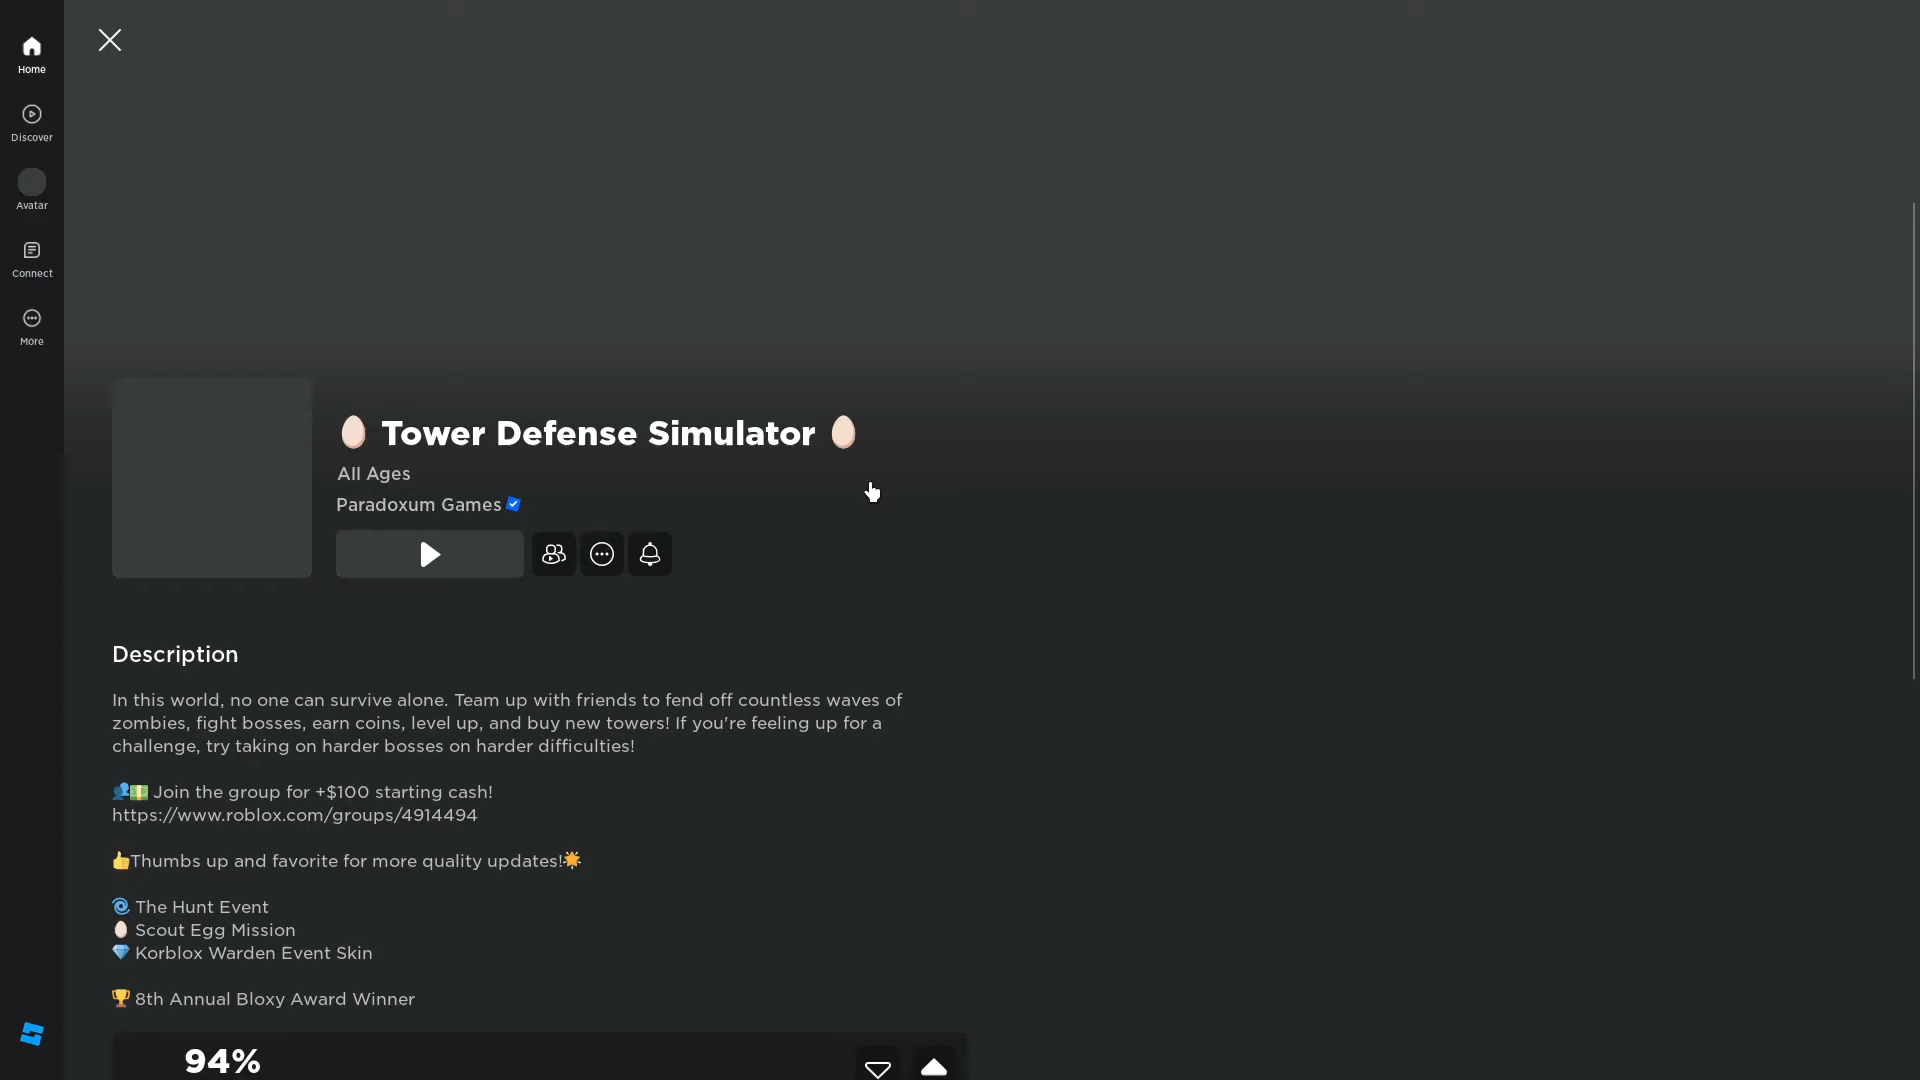 Home
Discover
Avatar
Connect
More
🥚 Tower Defense Simulator 🥚
All Ages
Paradoxum Games
Description
In this world, no one can survive alone. Team up with friends to fend off countless waves of
zombies, fight bosses, earn coins, level up, and buy new towers! If you're feeling up for a
challenge, try taking on harder bosses on harder difficulties!
👥💵 Join the group for +$100 starting cash!
https://www.roblox.com/groups/4914494
👍Thumbs up and favorite for more quality updates!🌟
🌀 The Hunt Event
🥚 Scout Egg Mission
💎 Korblox Warden Event Skin
🏆 8th Annual Bloxy Award Winner
94%